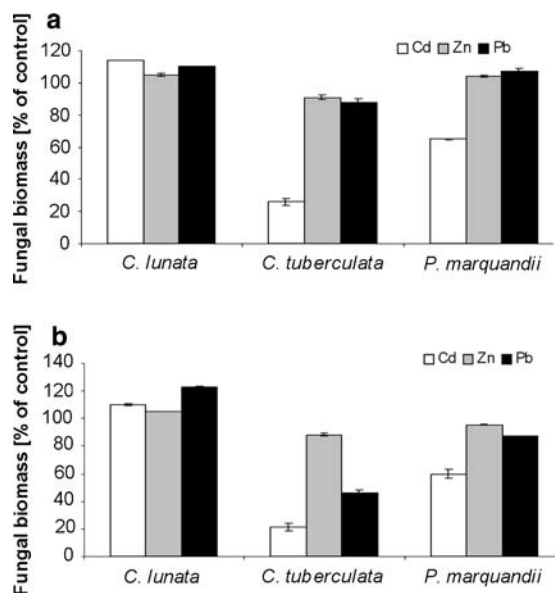 a
Fungal biomass [% of control]
120
100
80
60
40
20
0
Cd Zn Pb
C. lunata C. tuberculata P. marquandii
b
Fungal biomass [% of control]
140
120
100
80
60
40
20
0
Cd Zn Pb
C. lunata C. tuberculata P. marquandii